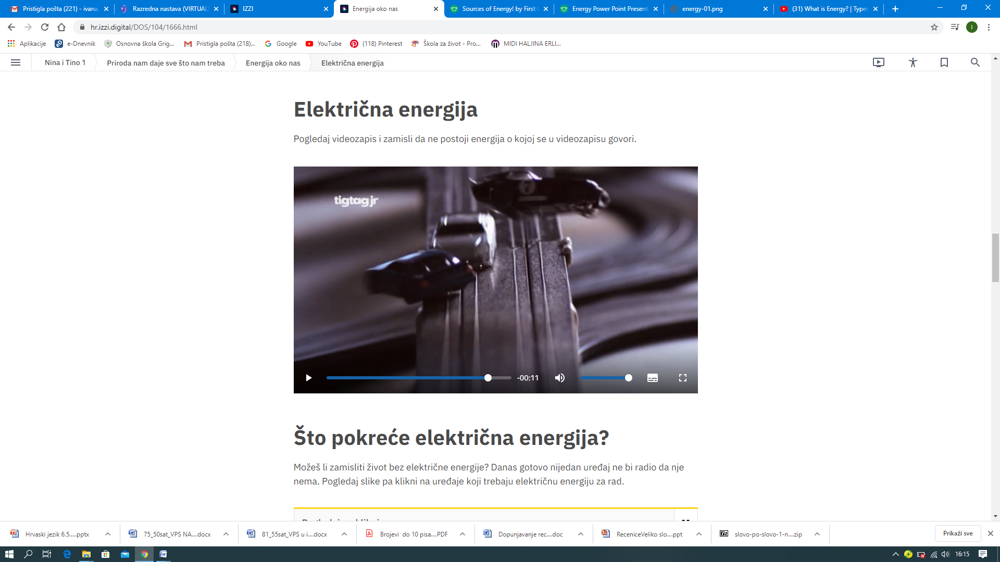 Pristigla pošta (221) - ivana.
Razredna nastava (VIRTUAL
IZZI
Energija oko nas
Sources of Energy! by First G
Energy Power Point Present
energy-01.png
(31) What is Energy? | Types
hr.izzi.digital/DOS/104/1666.html
I
Aplikacije
e-Dnevnik
Osnovna škola Grig...
Pristigla pošta (218)...
Google
YouTube
(118) Pinterest
Škola za život - Pro...
MIDI HALJINA ERLI...
Nina i Tino 1
Priroda nam daje sve što nam treba
Energija oko nas
Električna energija
Električna energija
Pogledaj videozapis i zamisli da ne postoji energija o kojoj se u videozapisu govori.
tigtagjr
7
-00:11
Što pokreće električna energija?
Možeš li zamisliti život bez električne energije? Danas gotovo nijedan uređaj ne bi radio da nje
nema. Pogledaj slike pa klikni na uređaje koji trebaju električnu energiju za rad.
Hrvaski jezik 6.5.....pptx
75_50sat_VPS NA....docx
81_55sat_VPS u i....docx
Brojevi do 10 pisa....PDF
Dopunjavanje rec....doc
ReceniceVeliko slo....ppt
slovo-po-slovo-1-n....zip
Prikaži sve
16:15